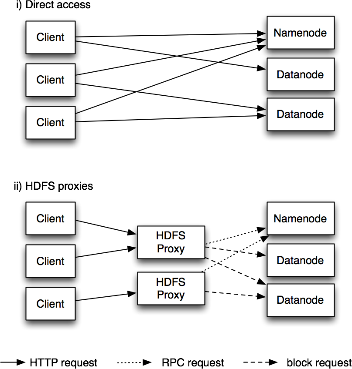 i) Direct access
Client
Client
Client
Namenode
Datanode
Datanode
ii) HDFS proxies
Client
Client
Client
HDFS
Proxy
HDFS
Proxy
Namenode
Datanode
Datanode
HTTP request
RPC request
block request